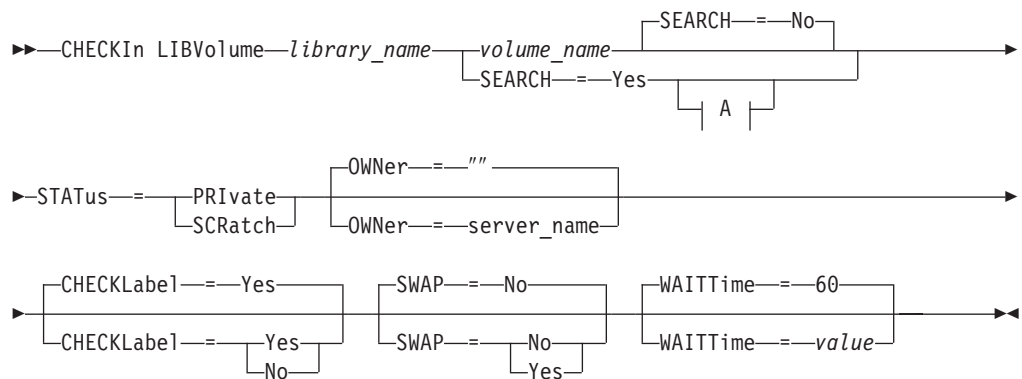 SEARCH = No
CHECKIn LIBVolume library_name volume_name
SEARCH = Yes
A
OWNer = ""
STATus = PRIvate
SCRatch OWNer = server_name
CHECKLabel = Yes SWAP = No WAITTime = 60
CHECKLabel = Yes SWAP = No WAITTime = value
No Yes